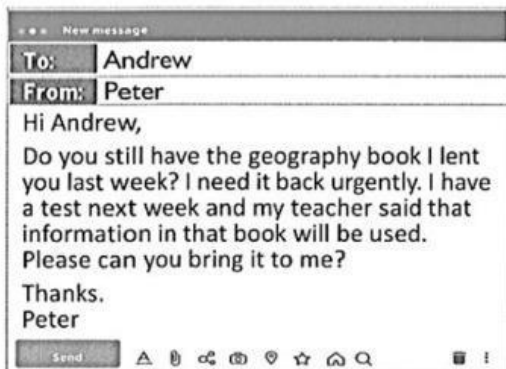 New message
To: Andrew
From: Peter
Hi Andrew,
Do you still have the geography book I lent
you last week? I need it back urgently. I have
a test next week and my teacher said that
information in that book will be used.
Please can you bring it to me?
Thanks.
Peter
Send